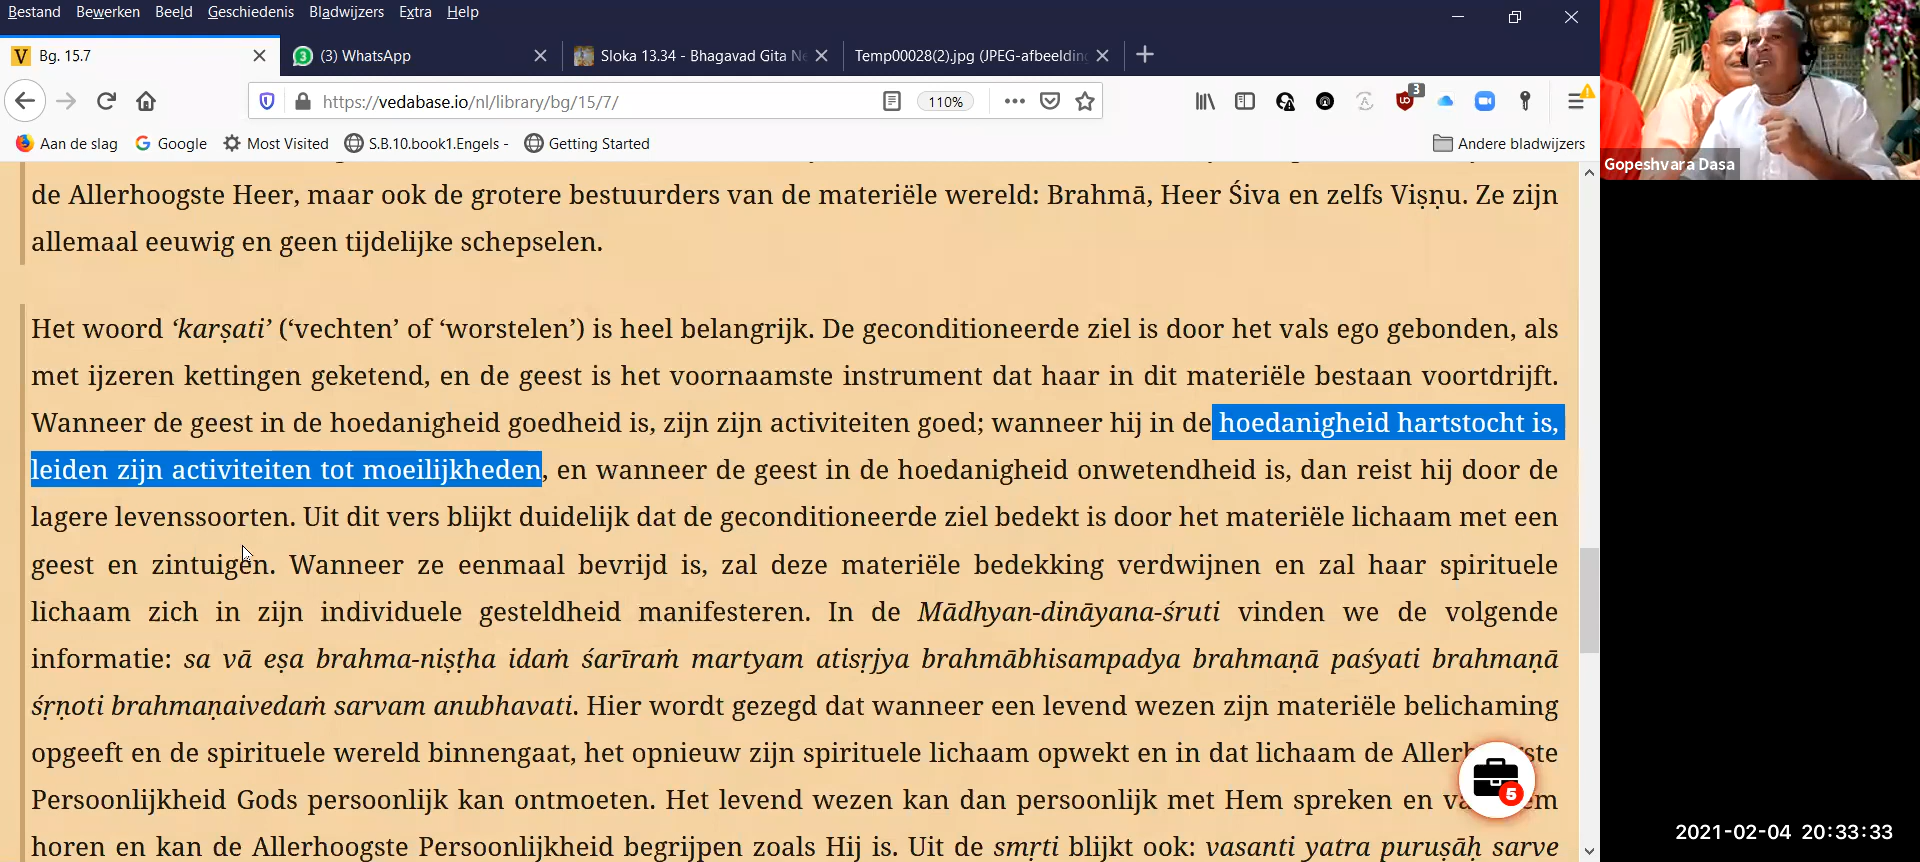 Bestand Bewerken Beeld Geschiedenis Bladwijzers Extra Help
V Bg. 15.7
3 (3) WhatsApp
Sloka 13.34 - Bhagavad Gita Ne
Temp00028(2).jpg (JPEG-afbeelding
https://vedabase.io/nl/library/bg/15/7/
110%
3
Aan de slag Google Most Visited S.B.10.book1.Engels - Getting Started Andere bladwijzers
Gopeshvara Dasa
de Allerhoogste Heer, maar ook de grotere bestuurders van de materiële wereld: Brahmā, Heer Śiva en zelfs Viṣṇu. Ze zijn
allemaal eeuwig en geen tijdelijke schepselen.
Het woord ‘karṣati’ (‘vechten’ of ‘worstelen’) is heel belangrijk. De geconditioneerde ziel is door het vals ego gebonden, als
met ijzeren kettingen geketend, en de geest is het voornaamste instrument dat haar in dit materiële bestaan voortdrijft.
Wanneer de geest in de hoedanigheid goedheid is, zijn zijn activiteiten goed; wanneer hij in de hoedanigheid hartstocht is,
leiden zijn activiteiten tot moeilijkheden, en wanneer de geest in de hoedanigheid onwetendheid is, dan reist hij door de
lagere levenssoorten. Uit dit vers blijkt duidelijk dat de geconditioneerde ziel bedekt is door het materiële lichaam met een
geest en zintuigen. Wanneer ze eenmaal bevrijd is, zal deze materiële bedekking verdwijnen en zal haar spirituele
lichaam zich in zijn individuele gesteldheid manifesteren. In de Mādhyan-dināyana-śruti vinden we de volgende
informatie: sa vā eṣa brahma-niṣṭha idaṁ śarīraṁ martyam atisṛjya brahmābhisampadya brahmaṇā paśyati brahmaṇā
śṛṇoti brahmaṇaivedaṁ sarvam anubhavati. Hier wordt gezegd dat wanneer een levend wezen zijn materiële belichaming
opgeeft en de spirituele wereld binnengaat, het opnieuw zijn spirituele lichaam opwekt en in dat lichaam de
Persoonlijkheid Gods persoonlijk kan ontmoeten. Het levend wezen kan dan persoonlijk met Hem spreken en
5
horen en kan de Allerhoogste Persoonlijkheid begrijpen zoals Hij is. Uit de smṛti blijkt ook: vasanti yatra puruṣāḥ sarve
2021-02-04 20:33:33